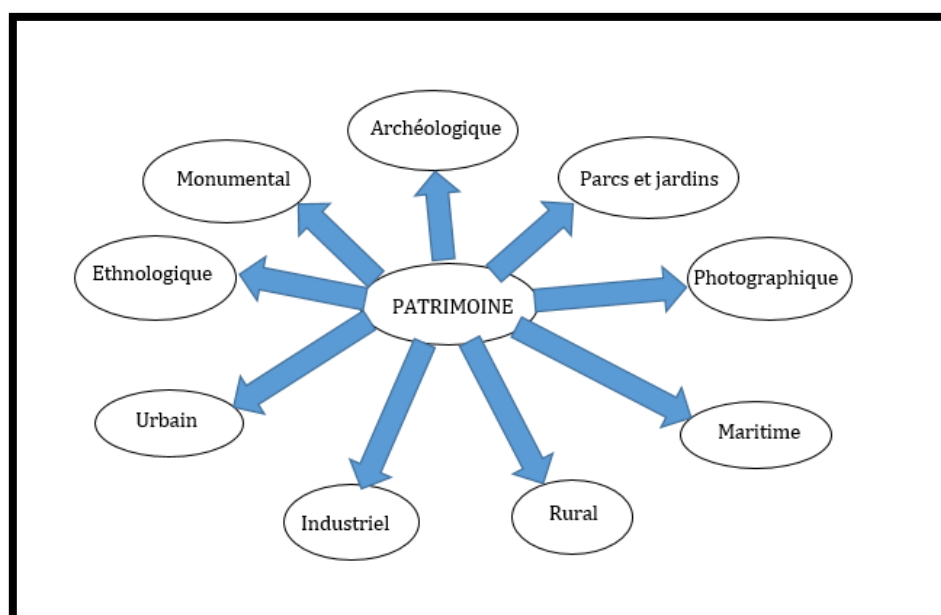 Archéologique
Monumental
Parcs et jardins
Ethnologique
Photographique
PATRIMOINE
Urbain
Maritime
Industriel
Rural